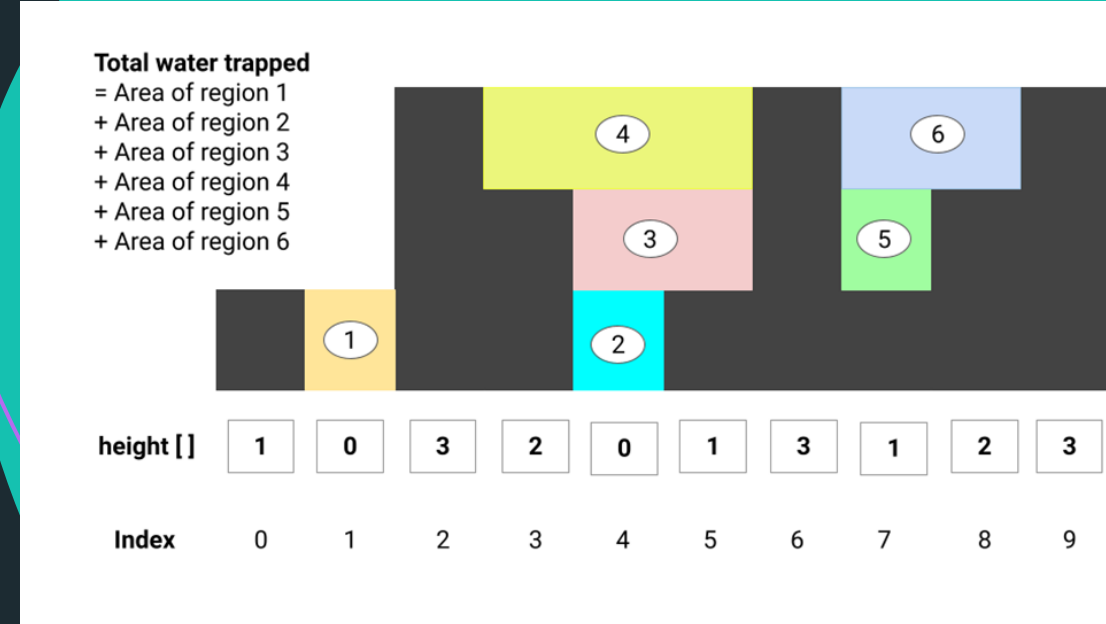 Total water trapped
= Area of region 1
+ Area of region 2
+ Area of region 3
+ Area of region 4
+ Area of region 5
+ Area of region 6
4 6
3 5
1 2
height [ ] 1 0 3 2 0 1 3 1 2 3
Index 0 1 2 3 4 5 6 7 8 9